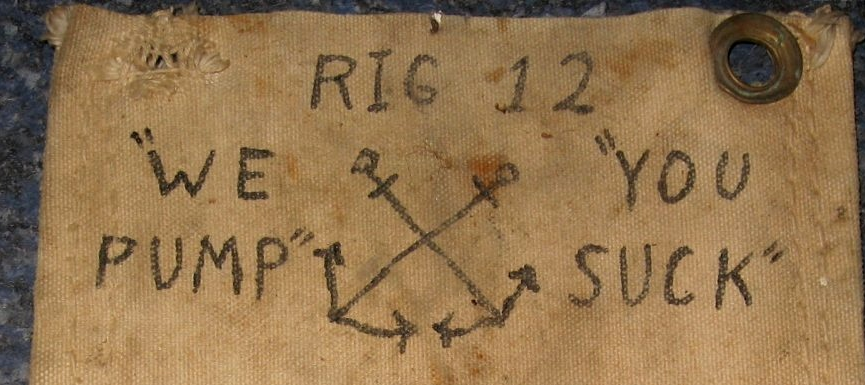 RIG 12
"WE "YOU
PUMP" SUCK"